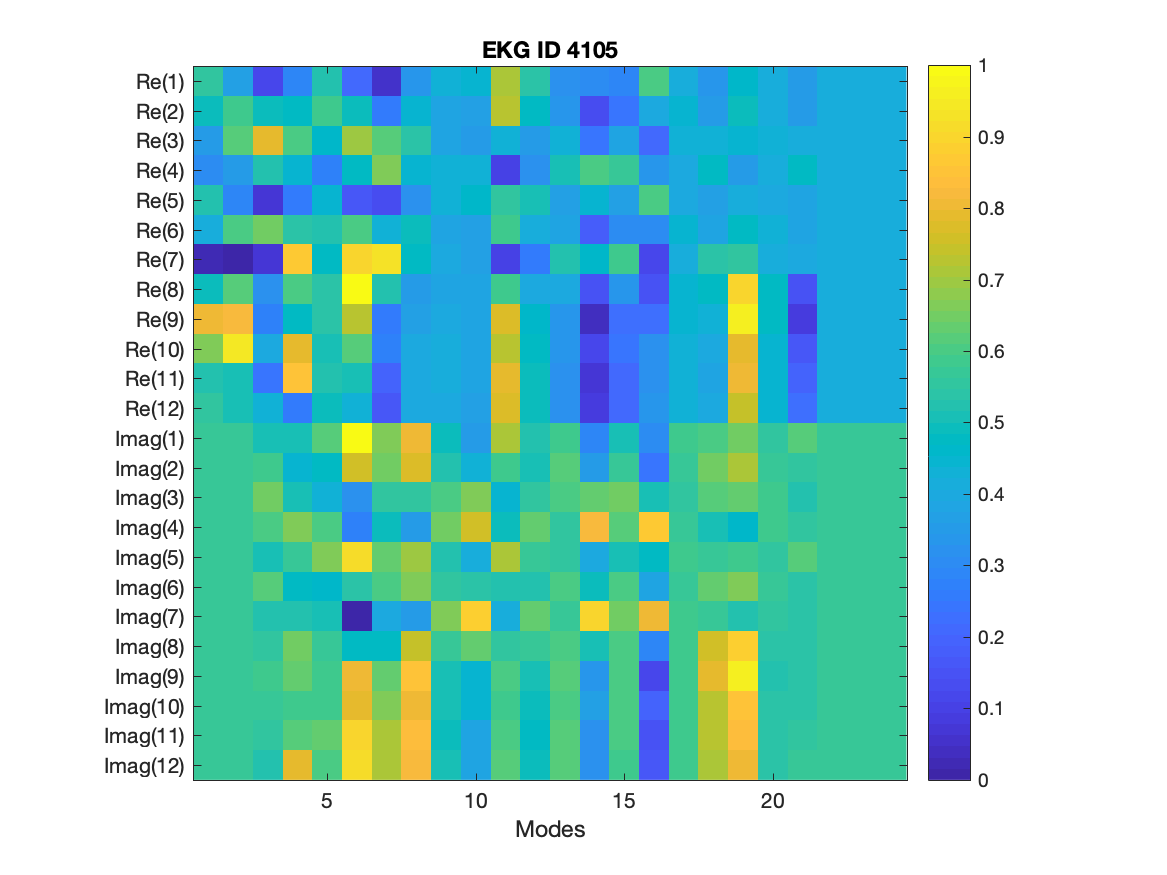 EKG ID 4105
Re(1)
Re(2)
Re(3)
Re(4)
Re(5)
Re(6)
Re(7)
Re(8)
Re(9)
Re(10)
Re(11)
Re(12)
Imag(1)
Imag(2)
Imag(3)
Imag(4)
Imag(5)
Imag(6)
Imag(7)
Imag(8)
Imag(9)
Imag(10)
Imag(11)
Imag(12)
5 10 15 20
Modes
1
0.9
0.8
0.7
0.6
0.5
0.4
0.3
0.2
0.1
0